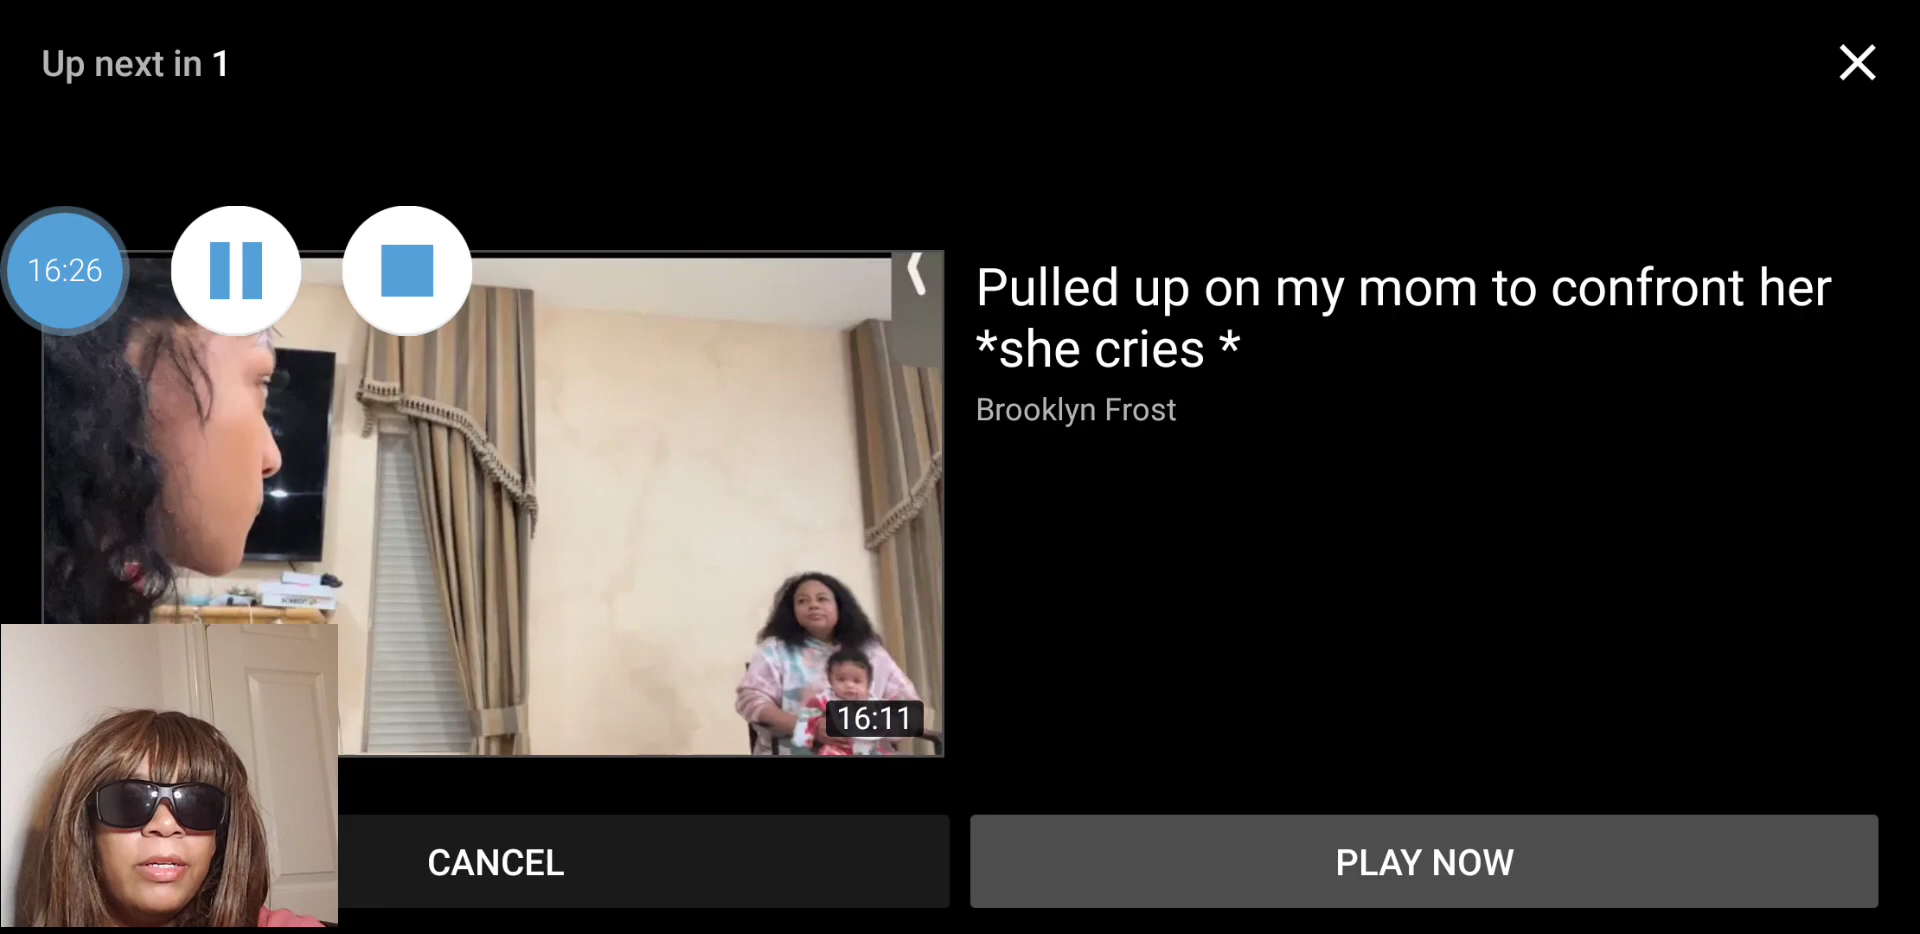 Up next in 1
16:26
Pulled up on my mom to confront her
*she cries *
Brooklyn Frost
16:11
CANCEL
PLAY NOW